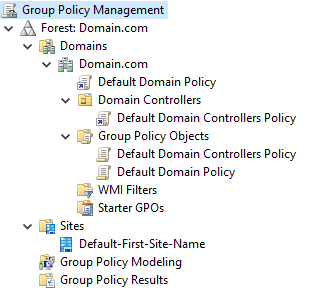 Group Policy Management
Forest: Domain.com
Domains
Domain.com
Default Domain Policy
Domain Controllers
Default Domain Controllers Policy
Group Policy Objects
Default Domain Controllers Policy
Default Domain Policy
WMI Filters
Starter GPOs
Sites
Default-First-Site-Name
Group Policy Modeling
Group Policy Results